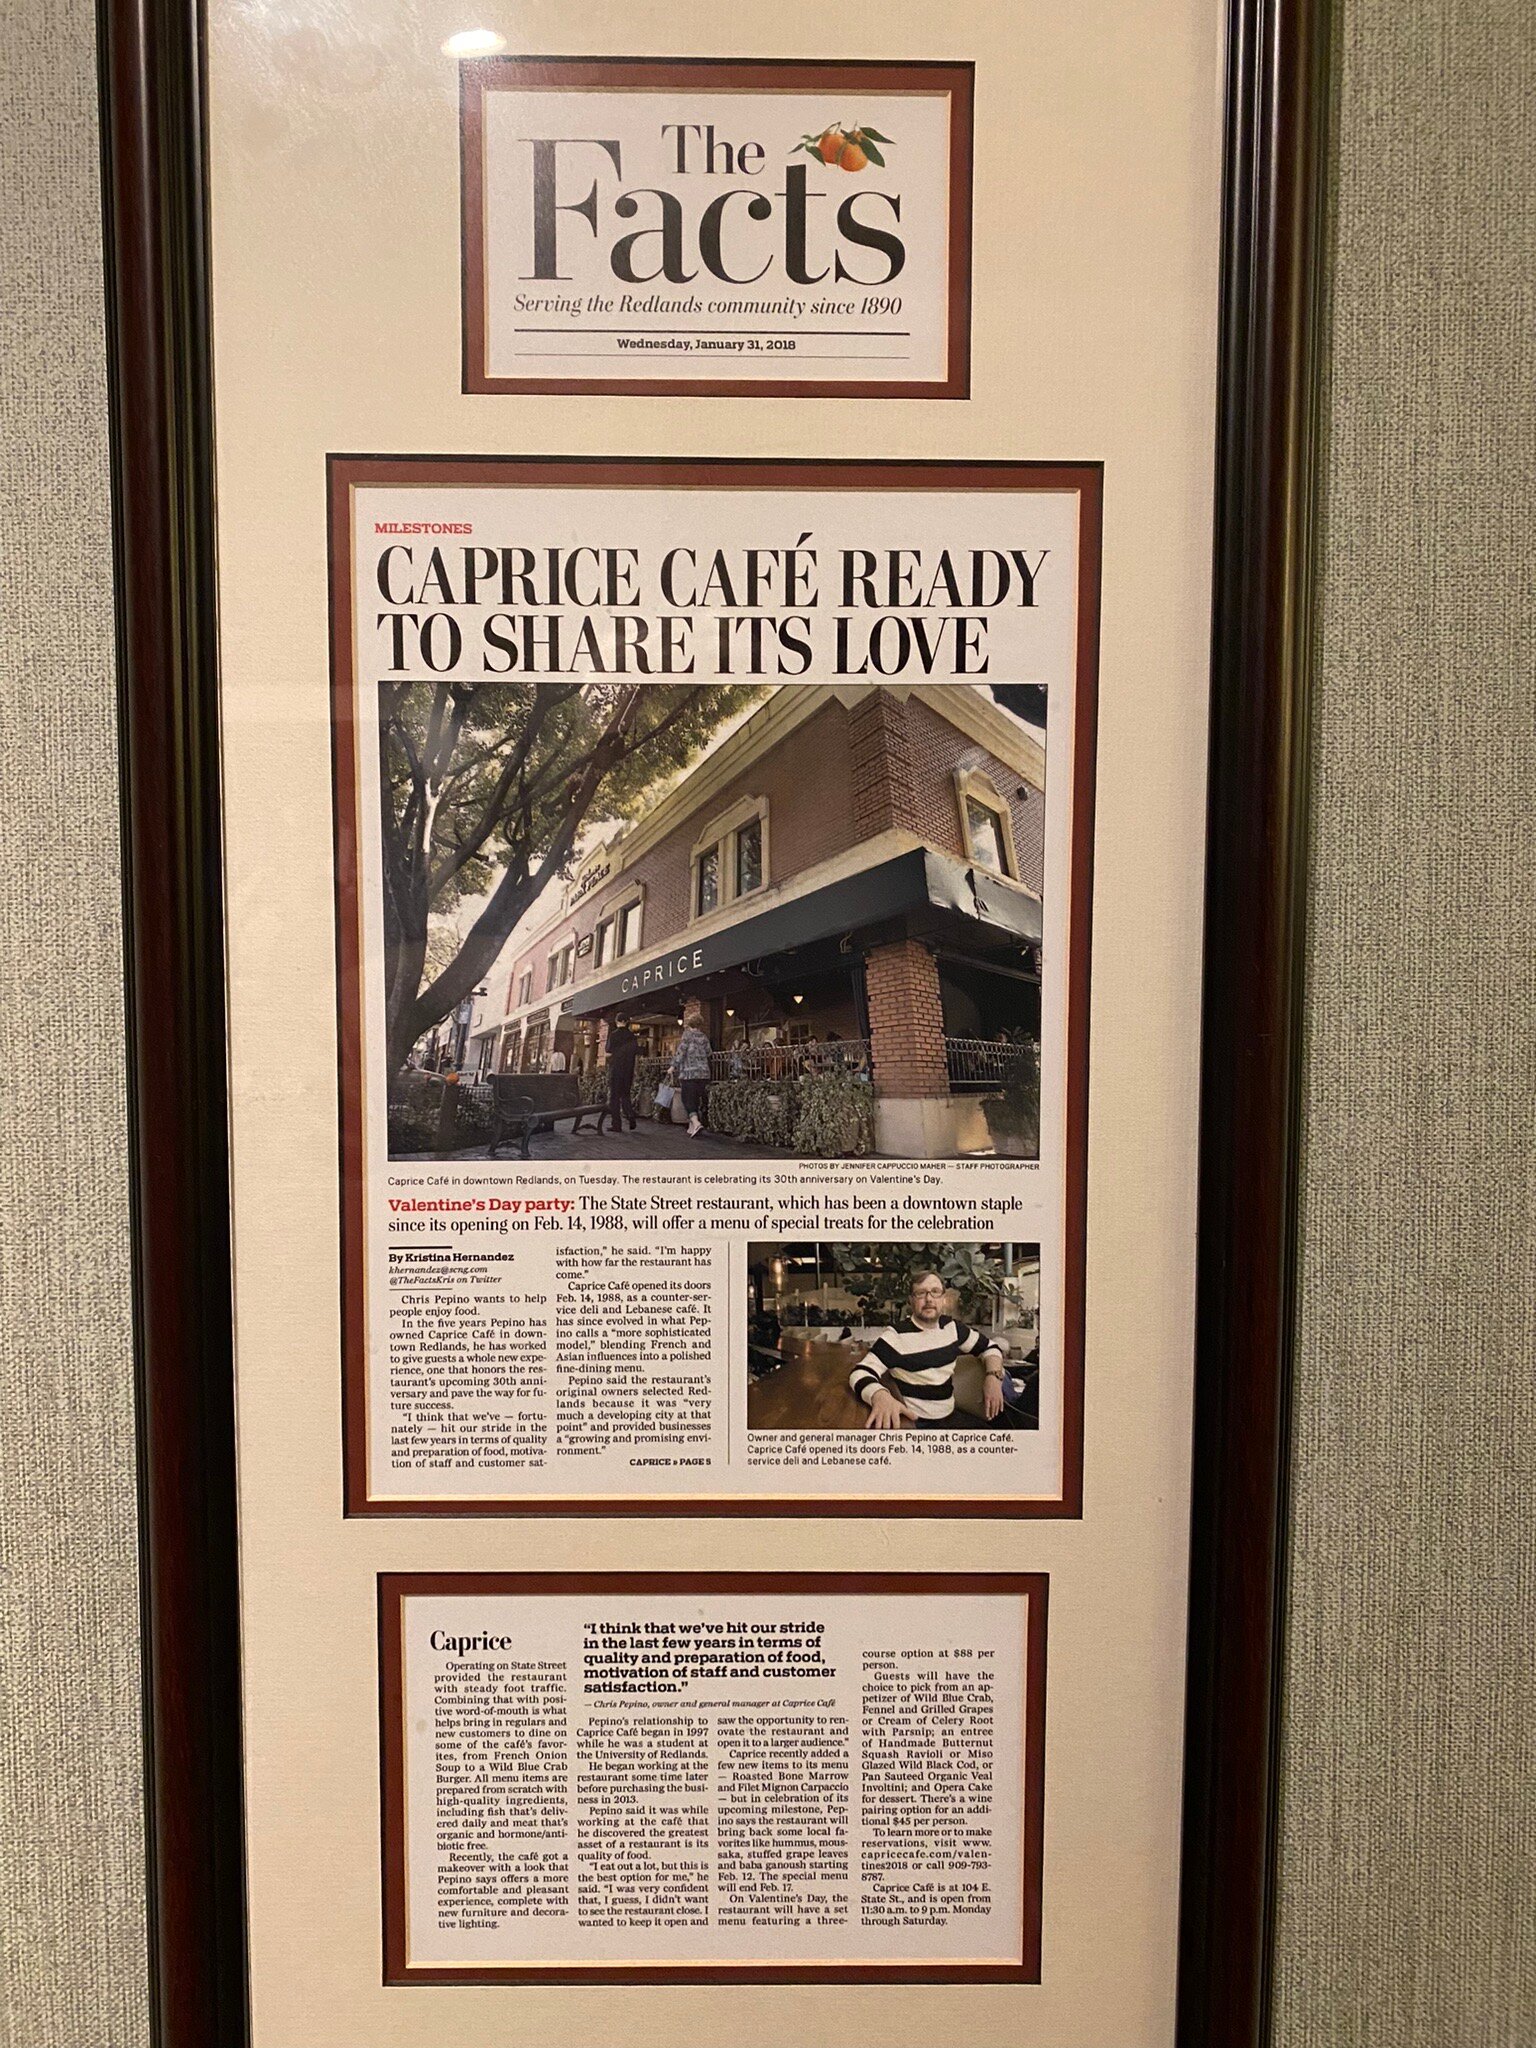 The
Facts
Serving the Redlands community since 1890
Wednesday, January 31, 2018
MILESTONES
CAPRICE CAFÉ READY
TO SHARE ITS LOVE
CAPRICE
PHOTOS BY JENNIFER CAPPUCCIO MAHER — STAFF PHOTOGRAPHER
Caprice Café in downtown Redlands, on Tuesday. The restaurant is celebrating its 30th anniversary on Valentine's Day.
Valentine's Day party: The State Street restaurant, which has been a downtown staple
since its opening on Feb. 14, 1988, will offer a menu of special treats for the celebration
By Kristina Hernandez
khernandez@scng.com
@TheFactsKris on Twitter
Chris Pepino wants to help
people enjoy food.
In the five years Pepino has
owned Caprice Café in down-
town Redlands, he has worked
to give guests a whole new expe-
rience, one that honors the res-
taurant's upcoming 30th anni-
versary and pave the way for fu-
ture success.
"I think that we've — fortu-
nately — hit our stride in the
last few years in terms of quality
and preparation of food, motiva-
tion of staff and customer sat-
isfaction," he said. "I'm happy
with how far the restaurant has
come."
Caprice Café opened its doors
Feb. 14, 1988, as a counter-ser-
vice deli and Lebanese café. It
has since evolved in what Pep-
ino calls a "more sophisticated
model," blending French and
Asian influences into a polished
fine-dining menu.
Pepino said the restaurant's
original owners selected Red-
lands because it was "very
much a developing city at that
point" and provided businesses
a "growing and promising envi-
ronment."
CAPRICE » PAGE 5
Owner and general manager Chris Pepino at Caprice Café.
Caprice Café opened its doors Feb. 14, 1988, as a counter-
service deli and Lebanese café.
Caprice
Operating on State Street
provided the restaurant
with steady foot traffic.
Combining that with posi-
tive word-of-mouth is what
helps bring in regulars and
new customers to dine on
some of the café's favor-
ites, from French Onion
Soup to a Wild Blue Crab
Burger. All menu items are
prepared from scratch with
high-quality ingredients,
including fish that's deliv-
ered daily and meat that's
organic and hormone/anti-
biotic free.
Recently, the café got a
makeover with a look that
Pepino says offers a more
comfortable and pleasant
experience, complete with
new furniture and decora-
tive lighting.
"I think that we've hit our stride
in the last few years in terms of
quality and preparation of food,
motivation of staff and customer
satisfaction."
— Chris Pepino, owner and general manager at Caprice Café
Pepino's relationship to
Caprice Café began in 1997
while he was a student at
the University of Redlands.
He began working at the
restaurant some time later
before purchasing the busi-
ness in 2013.
Pepino said it was while
working at the café that
he discovered the greatest
asset of a restaurant is its
quality of food.
"I eat out a lot, but this is
the best option for me," he
said. "I was very confident
that, I guess, I didn't want
to see the restaurant close. I
wanted to keep it open and
saw the opportunity to ren-
ovate the restaurant and
open it to a larger audience."
Caprice recently added a
few new items to its menu
— Roasted Bone Marrow
and Filet Mignon Carpaccio
— but in celebration of its
upcoming milestone, Pep-
ino says the restaurant will
bring back some local fa-
vorites like hummus, mous-
saka, stuffed grape leaves
and baba ganoush starting
Feb. 12. The special menu
will end Feb. 17.
On Valentine's Day, the
restaurant will have a set
menu featuring a three-
course option at $88 per
person.
Guests will have the
choice to pick from an ap-
petizer of Wild Blue Crab,
Fennel and Grilled Grapes
or Cream of Celery Root
with Parsnip; an entree
of Handmade Butternut
Squash Ravioli or Miso
Glazed Wild Black Cod, or
Pan Sauteed Organic Veal
Involtini; and Opera Cake
for dessert. There's a wine
pairing option for an addi-
tional $45 per person.
To learn more or to make
reservations, visit www.
capricecafe.com/valen-
tines2018 or call 909-793-
8787.
Caprice Café is at 104 E.
State St., and is open from
11:30 a.m. to 9 p.m. Monday
through Saturday.